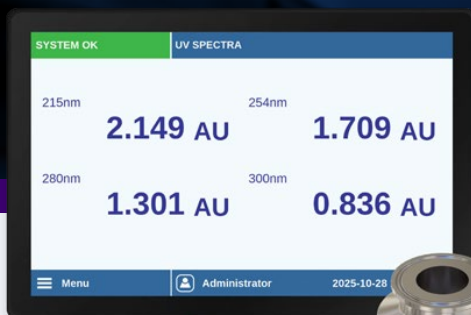 SYSTEM OK UV SPECTRA
215nm 254nm
2.149 AU 1.709 AU
280nm 300nm
1.301 AU 0.836 AU
Menu Administrator 2025-10-28